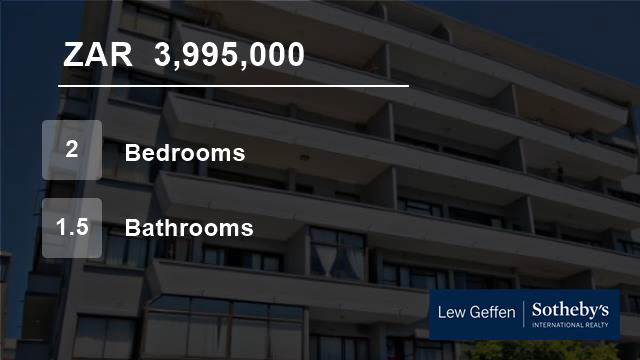 ZAR 3,995,000
2 Bedrooms
1.5 Bathrooms
Lew Geffen | Sotheby's
INTERNATIONAL REALTY